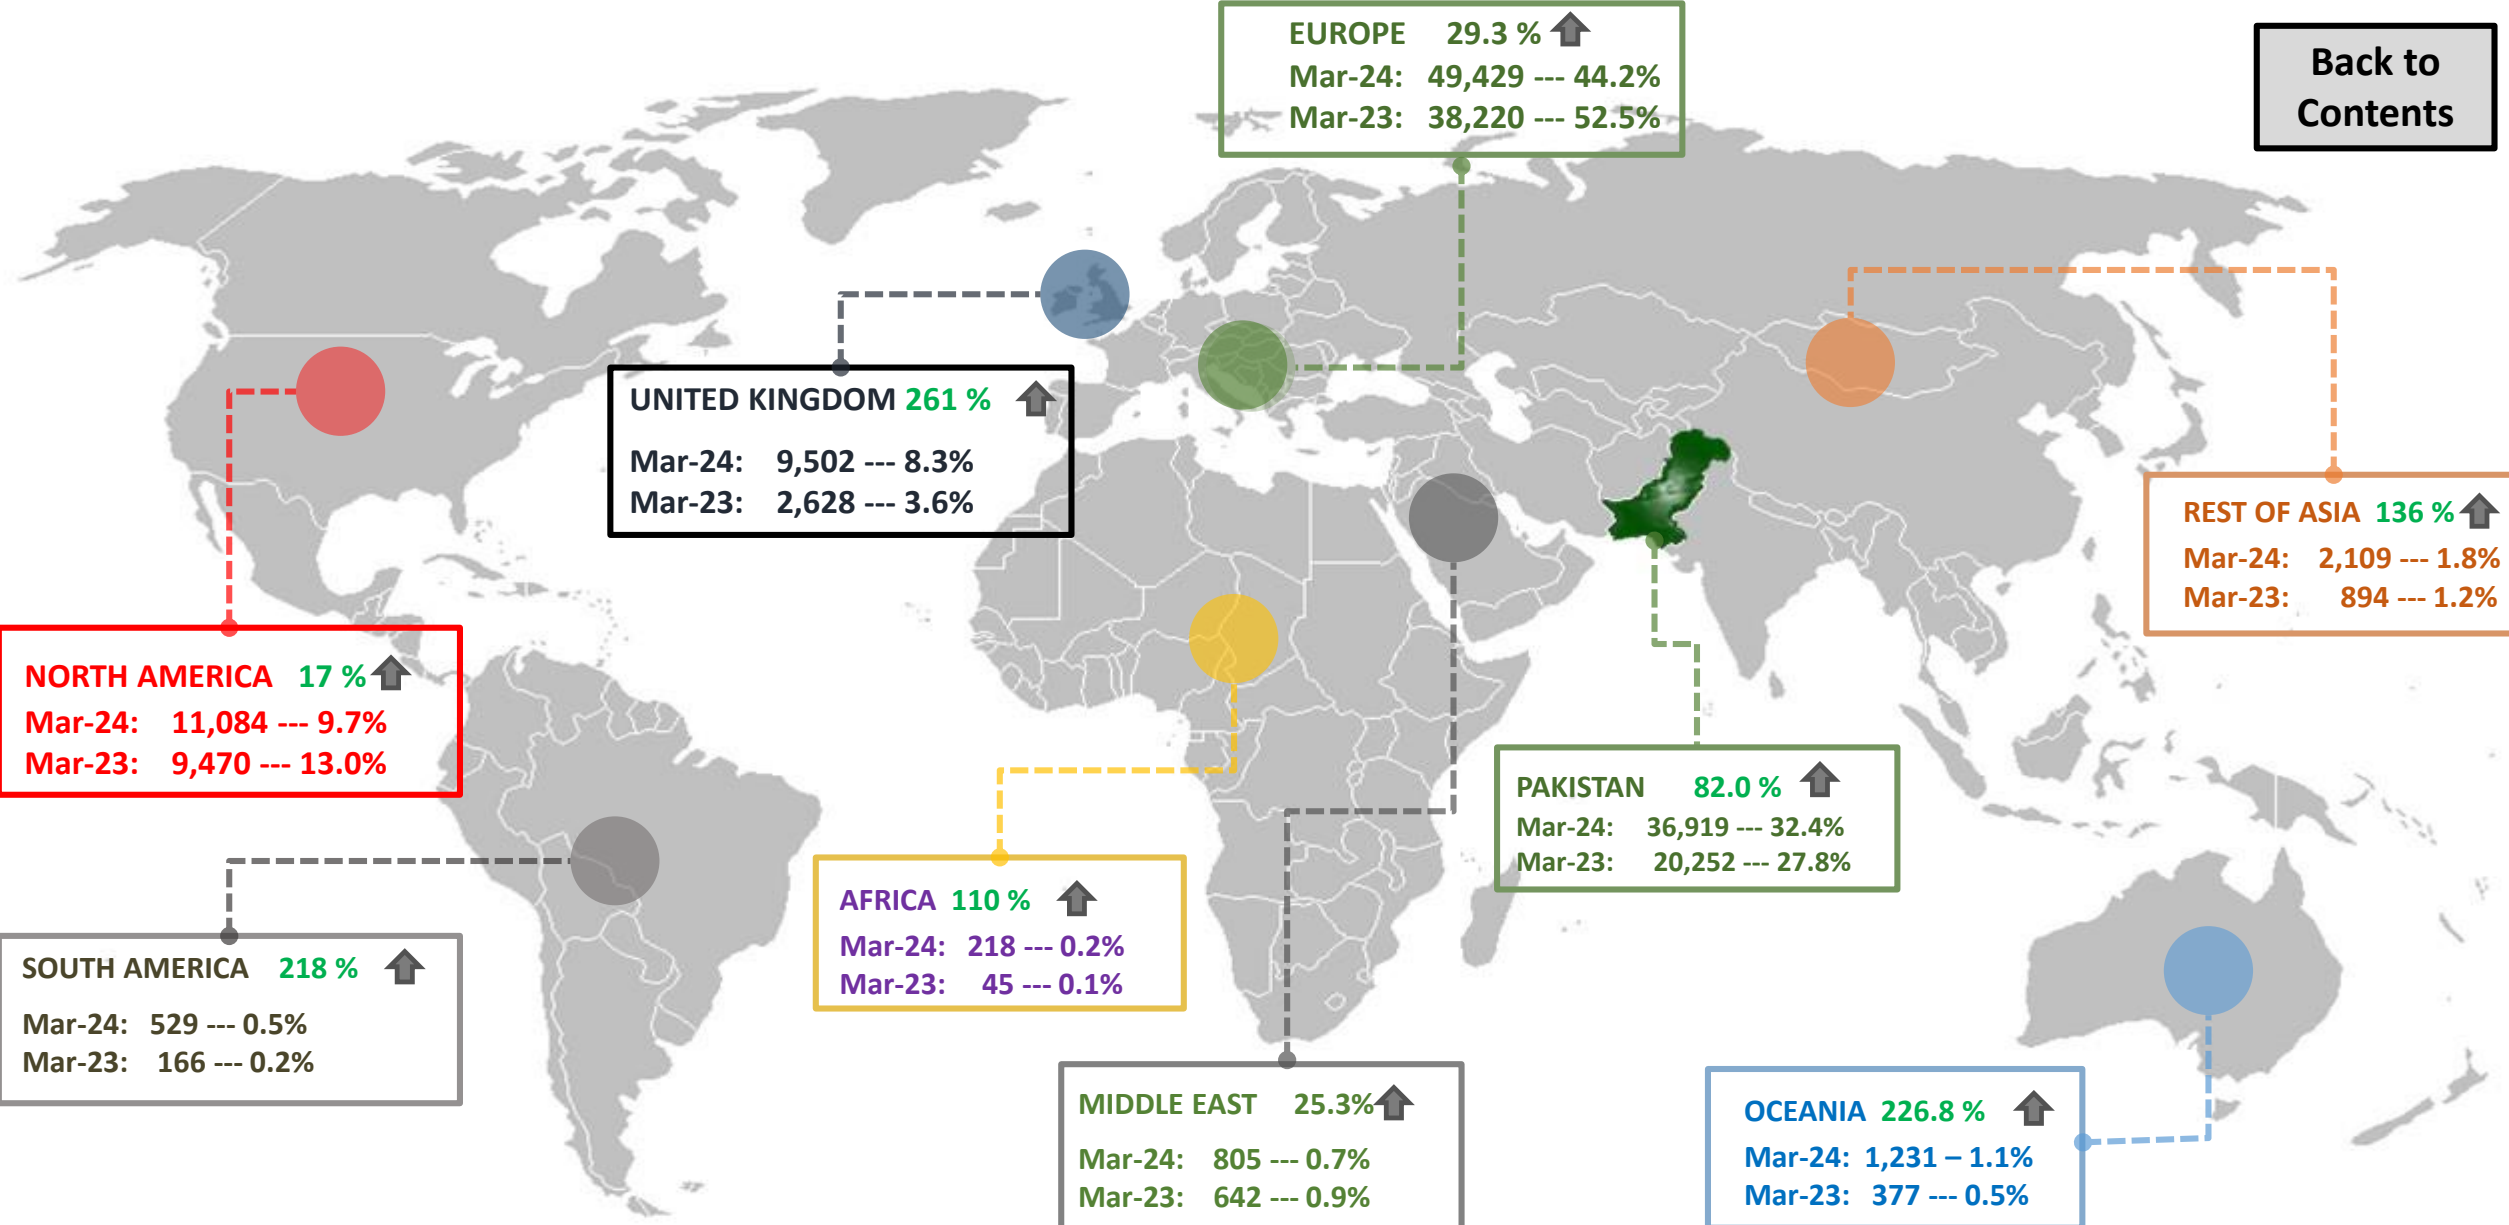 EUROPE 29.3 %
Mar-24: 49,429 --- 44.2%
Mar-23: 38,220 --- 52.5%
Back to
Contents
UNITED KINGDOM 261 %
Mar-24: 9,502 --- 8.3%
Mar-23: 2,628 --- 3.6%
REST OF ASIA 136 %
Mar-24: 2,109 --- 1.8%
Mar-23: 894 --- 1.2%
NORTH AMERICA 17 %
Mar-24: 11,084 --- 9.7%
Mar-23: 9,470 --- 13.0%
PAKISTAN 82.0 %
Mar-24: 36,919 --- 32.4%
Mar-23: 20,252 --- 27.8%
AFRICA 110 %
Mar-24: 218 --- 0.2%
Mar-23: 45 --- 0.1%
SOUTH AMERICA 218 %
Mar-24: 529 --- 0.5%
Mar-23: 166 --- 0.2%
MIDDLE EAST 25.3%
Mar-24: 805 --- 0.7%
Mar-23: 642 --- 0.9%
OCEANIA 226.8 %
Mar-24: 1,231 – 1.1%
Mar-23: 377 --- 0.5%